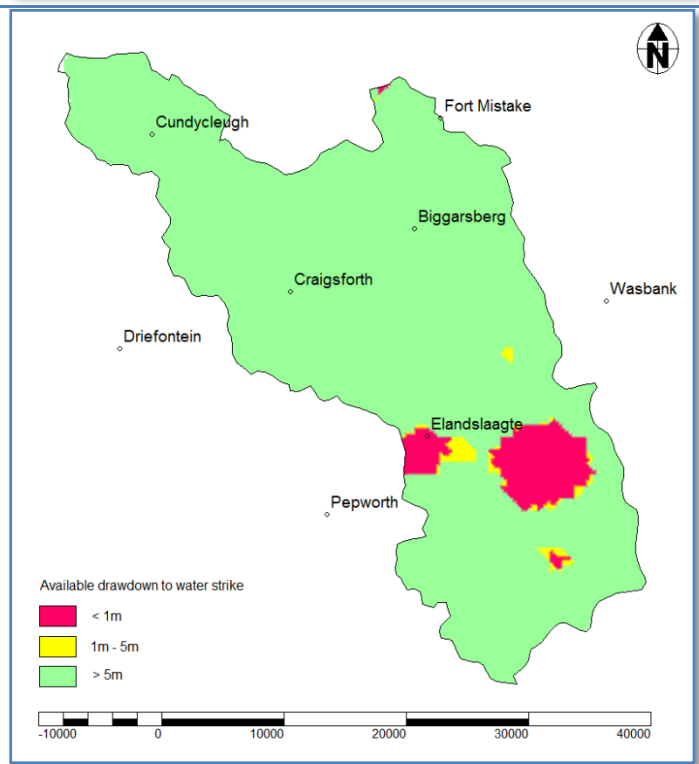 N
Fort Mistake
Cundycleugh
Biggarsberg
Craigsforth
Wasbank
Driefontein
Elandslaagte
Pepworth
Available drawdown to water strike
< 1m
1m - 5m
> 5m
-10000 0 10000 20000 30000 40000